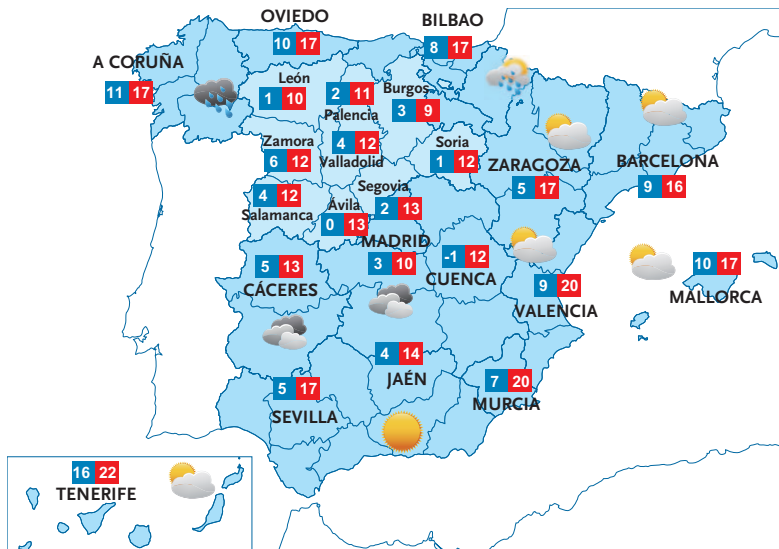 OVIEDO
10 17
BILBAO
8 17
A CORUÑA
11 17
León
1 10
2 11
Palencia
Burgos
3 9
Zamora
6 12
4 12
Valladolid
Soria
1 12
ZARAGOZA
5 17
BARCELONA
9 16
4 12
Salamanca
Ávila
0 13
Segovia
2 13
MADRID
3 10
-1 12
CUENCA
5 13
CÁCERES
9 20
VALENCIA
10 17
MALLORCA
4 14
JAÉN
7 20
MURCIA
5 17
SEVILLA
16 22
TENERIFE